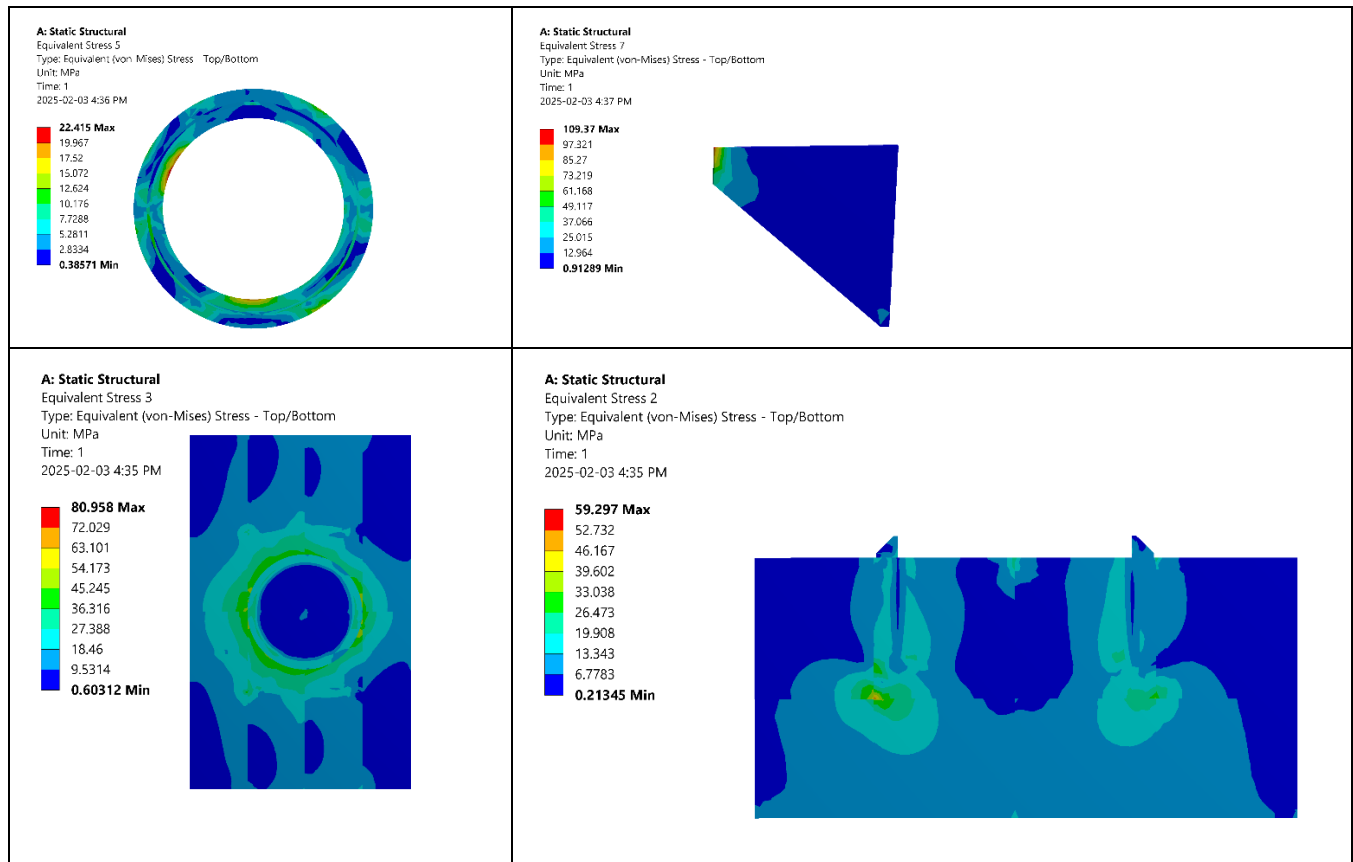 A: Static Structural
Equivalent Stress 5
Type: Equivalent (von-Mises) Stress - Top/Bottom
Unit: MPa
Time: 1
2025-02-03 4:36 PM
22.415 Max
19.967
17.52
15.072
12.624
10.176
7.7288
5.2811
2.8334
0.38571 Min
A: Static Structural
Equivalent Stress 7
Type: Equivalent (von-Mises) Stress - Top/Bottom
Unit: MPa
Time: 1
2025-02-03 4:37 PM
109.37 Max
97.321
85.27
73.219
61.168
49.117
37.066
25.015
12.964
0.91289 Min
A: Static Structural
Equivalent Stress 3
Type: Equivalent (von-Mises) Stress - Top/Bottom
Unit: MPa
Time: 1
2025-02-03 4:35 PM
80.958 Max
72.029
63.101
54.173
45.245
36.316
27.388
18.46
9.5314
0.60312 Min
A: Static Structural
Equivalent Stress 2
Type: Equivalent (von-Mises) Stress - Top/Bottom
Unit: MPa
Time: 1
2025-02-03 4:35 PM
59.297 Max
52.732
46.167
39.602
33.038
26.473
19.908
13.343
6.7783
0.21345 Min